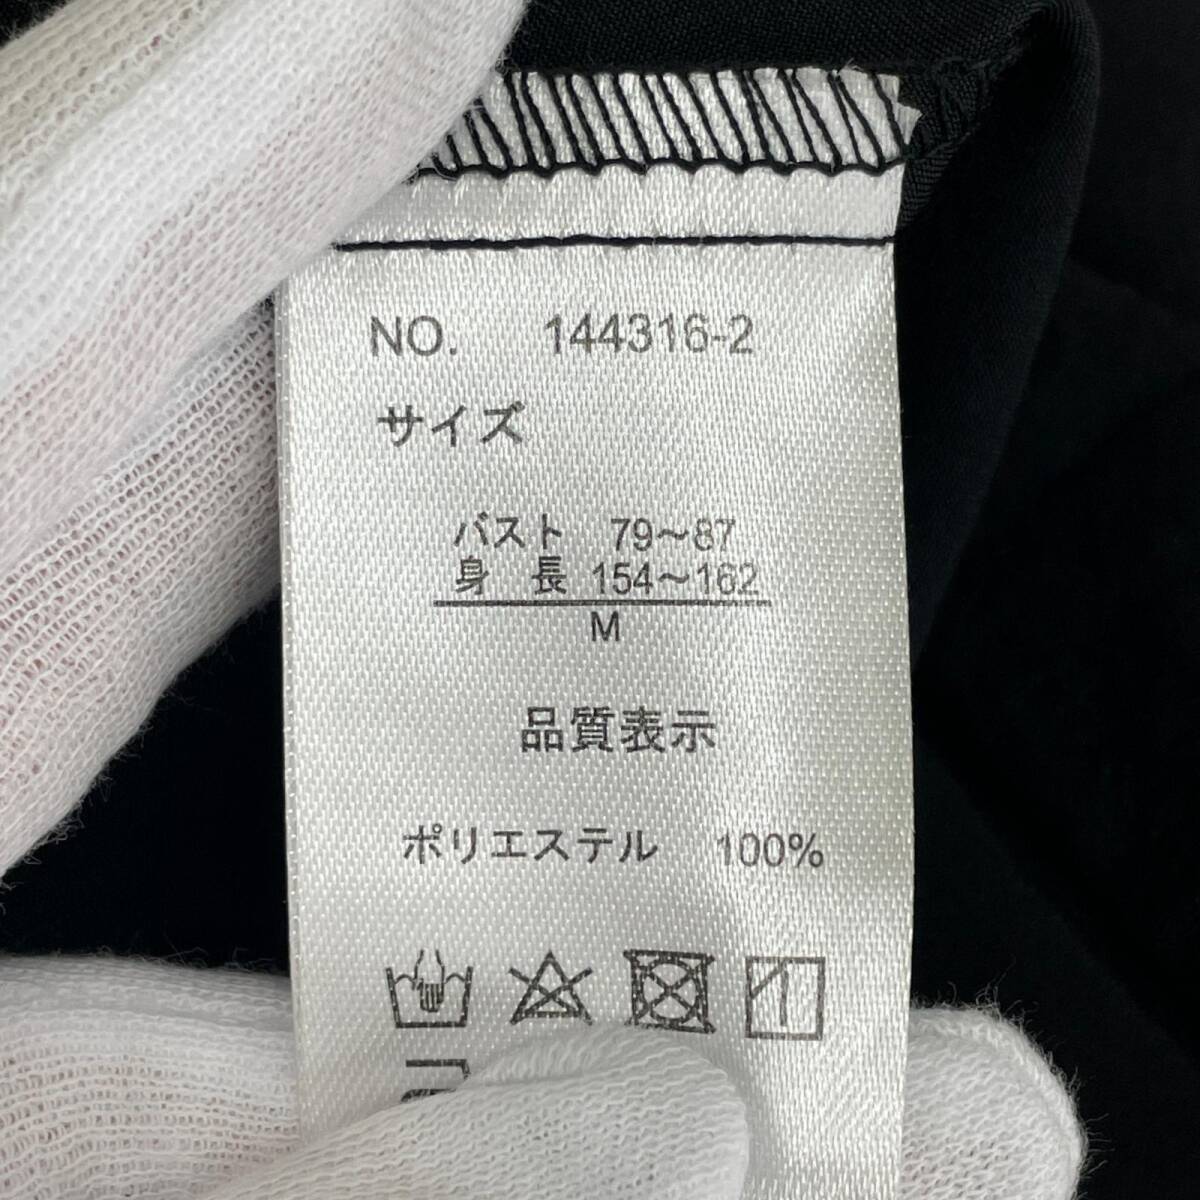 NO. 144316-2
サイズ
バスト 79～87
身 長 154～162
M
品質表示
ポリエステル 100%